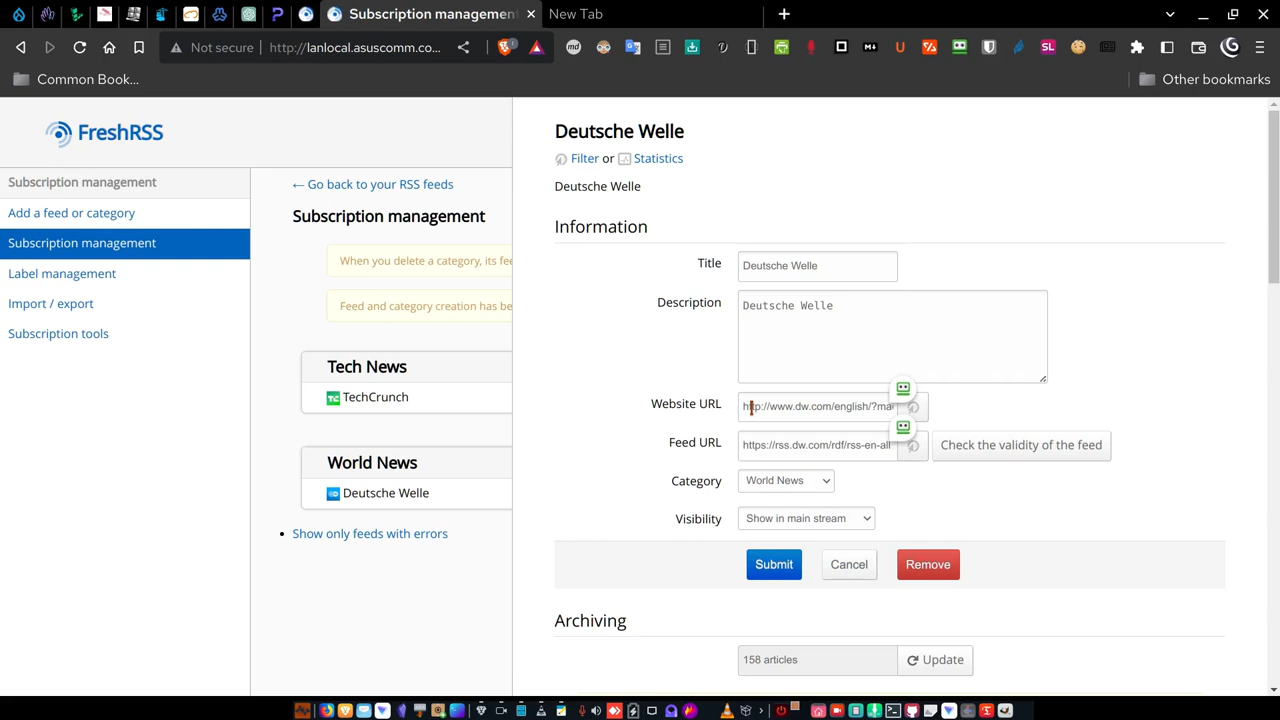 Subscription management
New Tab
Not secure
http://lanlocal.asuscomm.co...
Common Book...
Other bookmarks
FreshRSS
Subscription management
Add a feed or category
Subscription management
Label management
Import / export
Subscription tools
← Go back to your RSS feeds
Subscription management
When you delete a category, its fee
Feed and category creation has be
Tech News
TechCrunch
World News
Deutsche Welle
Show only feeds with errors
Deutsche Welle
Filter or Statistics
Deutsche Welle
Information
Title Deutsche Welle
Description Deutsche Welle
Website URL http://www.dw.com/english/?ma
Feed URL https://rss.dw.com/rdf/rss-en-all Check the validity of the feed
Category World News
Visibility Show in main stream
Submit Cancel Remove
Archiving
158 articles Update